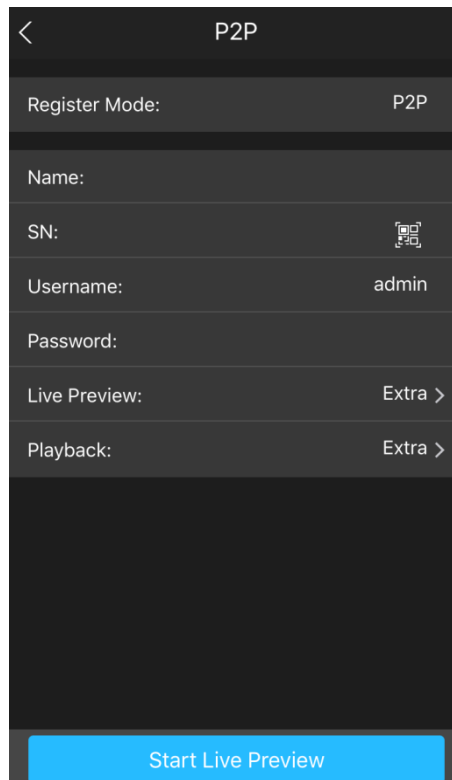 P2P
Register Mode: P2P
Name:
SN:
Username: admin
Password:
Live Preview: Extra
Playback: Extra
Start Live Preview